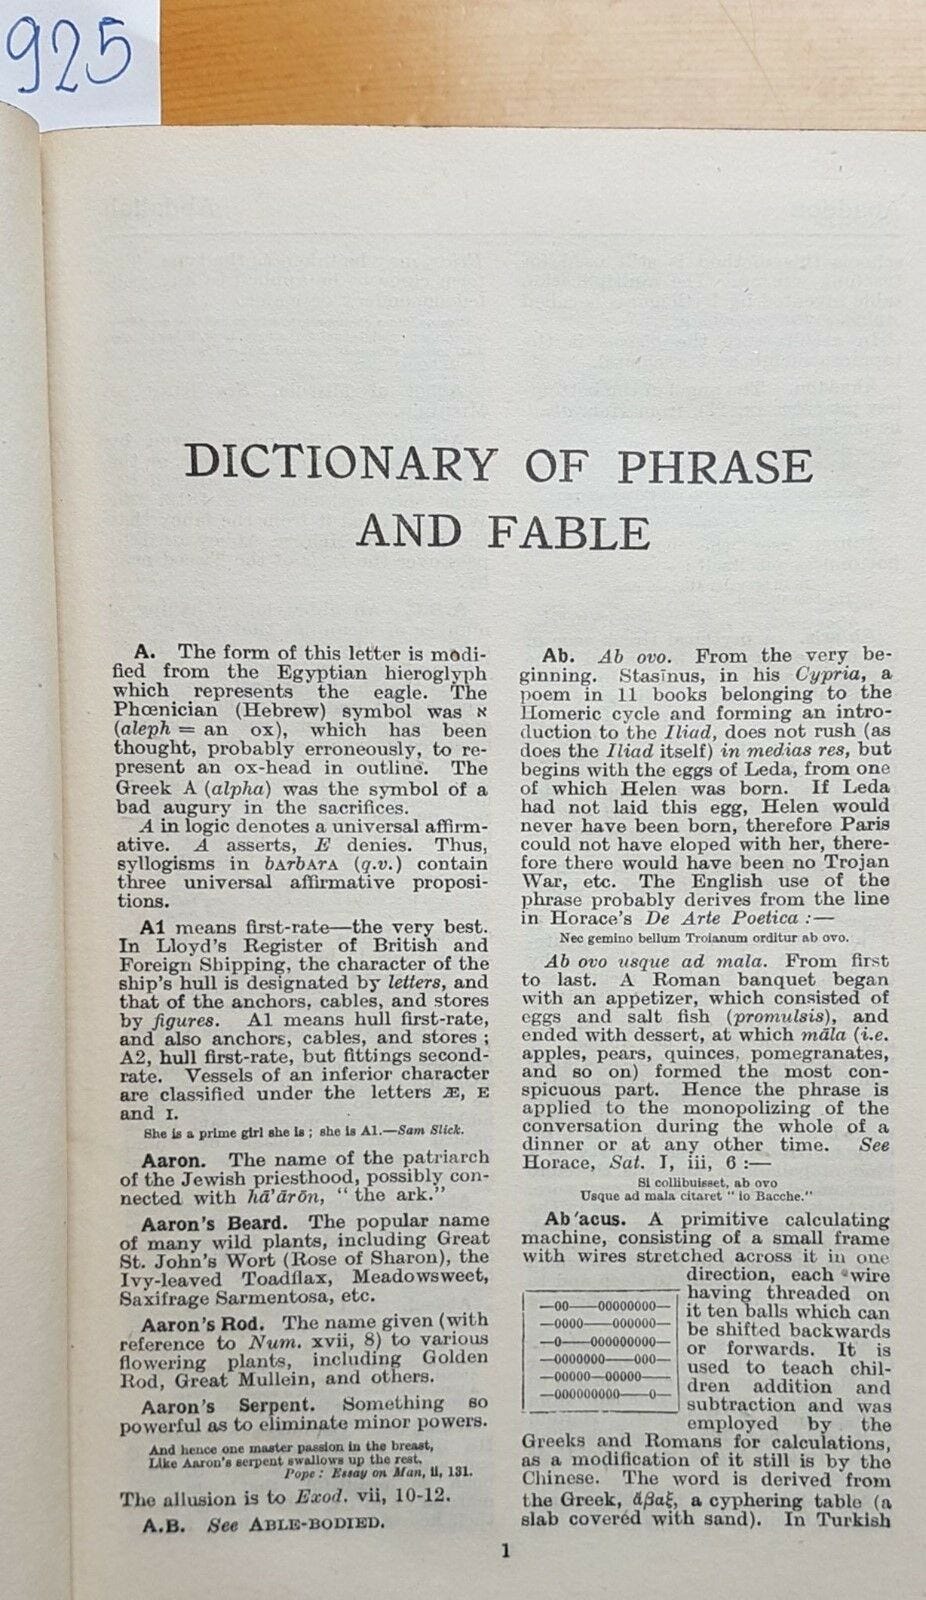 925
DICTIONARY OF PHRASE
AND FABLE
A. The form of this letter is modi-
fied from the Egyptian hieroglyph
which represents the eagle. The
Phœnician (Hebrew) symbol was א
(aleph = an ox), which has been
thought, probably erroneously, to re-
present an ox-head in outline. The
Greek A (alpha) was the symbol of a
bad augury in the sacrifices.
A in logic denotes a universal affirm-
ative. A asserts, E denies. Thus,
syllogisms in bArbArA (q.v.) contain
three universal affirmative proposi-
tions.
A1 means first-rate—the very best.
In Lloyd's Register of British and
Foreign Shipping, the character of the
ship's hull is designated by letters, and
that of the anchors, cables, and stores
by figures. A1 means hull first-rate,
and also anchors, cables, and stores ;
A2, hull first-rate, but fittings second-
rate. Vessels of an inferior character
are classified under the letters Æ, E
and I.
She is a prime girl she is ; she is A1.—Sam Slick.
Aaron. The name of the patriarch
of the Jewish priesthood, possibly con-
nected with hā'ārōn, "the ark."
Aaron's Beard. The popular name
of many wild plants, including Great
St. John's Wort (Rose of Sharon), the
Ivy-leaved Toadflax, Meadowsweet,
Saxifrage Sarmentosa, etc.
Aaron's Rod. The name given (with
reference to Num. xvii, 8) to various
flowering plants, including Golden
Rod, Great Mullein, and others.
Aaron's Serpent. Something so
powerful as to eliminate minor powers.
And hence one master passion in the breast,
Like Aaron's serpent swallows up the rest.
Pope: Essay on Man, ii, 131.
The allusion is to Exod. vii, 10-12.
A.B. See ABLE-BODIED.
Ab. Ab ovo. From the very be-
ginning. Stasīnus, in his Cypria, a
poem in 11 books belonging to the
Homeric cycle and forming an intro-
duction to the Iliad, does not rush (as
does the Iliad itself) in medias res, but
begins with the eggs of Leda, from one
of which Helen was born. If Leda
had not laid this egg, Helen would
never have been born, therefore Paris
could not have eloped with her, there-
fore there would have been no Trojan
War, etc. The English use of the
phrase probably derives from the line
in Horace's De Arte Poetica :—
Nec gemino bellum Troianum orditur ab ovo.
Ab ovo usque ad mala. From first
to last. A Roman banquet began
with an appetizer, which consisted of
eggs and salt fish (promulsis), and
ended with dessert, at which māla (i.e.
apples, pears, quinces, pomegranates,
and so on) formed the most con-
spicuous part. Hence the phrase is
applied to the monopolizing of the
conversation during the whole of a
dinner or at any other time. See
Horace, Sat. I, iii, 6 :—
Si collibuisset, ab ovo
Usque ad mala citaret "io Bacche."
Ab'acus. A primitive calculating
machine, consisting of a small frame
with wires stretched across it in one
direction, each wire
having threaded on
it ten balls which can
be shifted backwards
or forwards. It is
used to teach chil-
dren addition and
subtraction and was
employed by the
Greeks and Romans for calculations,
as a modification of it still is by the
Chinese. The word is derived from
the Greek, ἄβαξ, a cyphering table (a
slab covered with sand). In Turkish
1